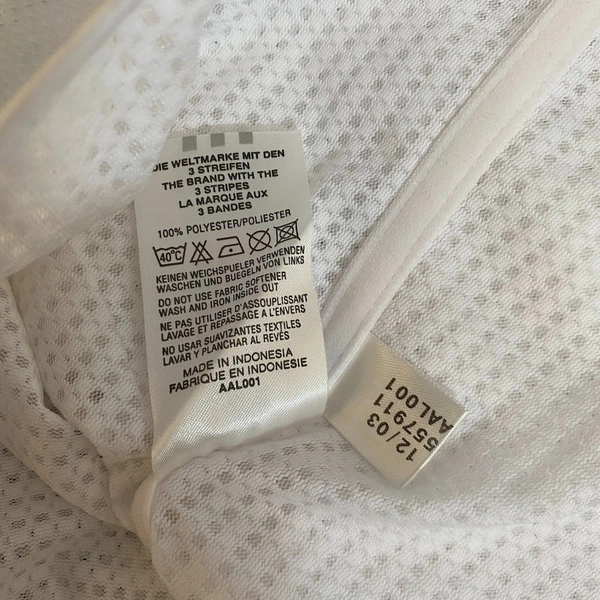 DIE WELTMARKE MIT DEN
3 STREIFEN
THE BRAND WITH THE
3 STRIPES
LA MARQUE AUX
3 BANDES
100% POLYESTER/POLIESTER
40°C
KEINEN WEICHSPUELER VERWENDEN
WASCHEN UND BUEGELN VON LINKS
DO NOT USE FABRIC SOFTENER
WASH AND IRON INSIDE OUT
NE PAS UTILISER D'ASSOUPLISSANT
LAVAGE ET REPASSAGE A L'ENVERS
NO USAR SUAVIZANTES TEXTILES
LAVAR Y PLANCHAR AL REVÉS
MADE IN INDONESIA
FABRIQUE EN INDONESIE
AAL001
12/03
557911
AAL001